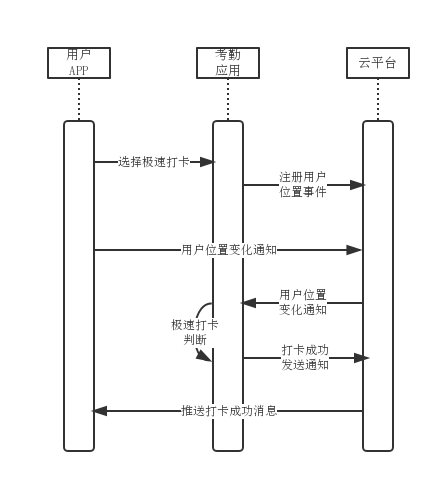 用户
APP
考勤
应用
云平台
选择极速打卡
注册用户
位置事件
用户位置变化通知
用户位置
变化通知
极速打卡
判断
打卡成功
发送通知
推送打卡成功消息